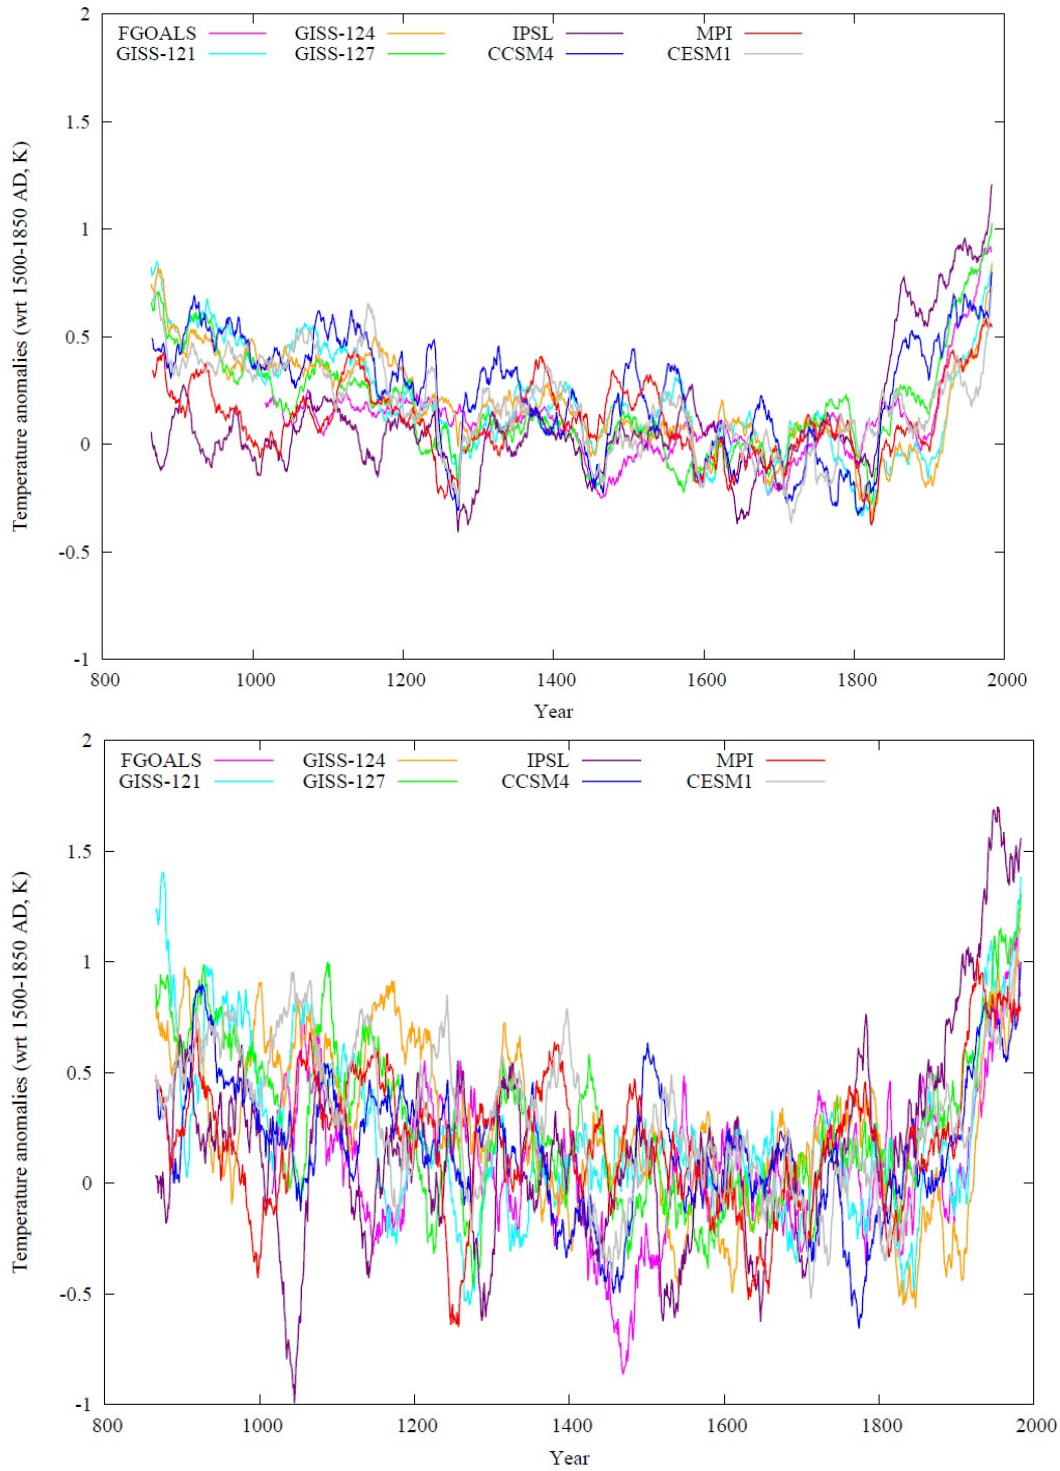 2
FGOALS GISS-124 IPSL MPI
GISS-121 GISS-127 CCSM4 CESM1
1.5
1
0.5
0
-0.5
-1
800 1000 1200 1400 1600 1800 2000
Year
Temperature anomalies (wrt 1500-1850 AD, K)
2
FGOALS GISS-124 IPSL MPI
GISS-121 GISS-127 CCSM4 CESM1
1.5
1
0.5
0
-0.5
-1
800 1000 1200 1400 1600 1800 2000
Year
Temperature anomalies (wrt 1500-1850 AD, K)